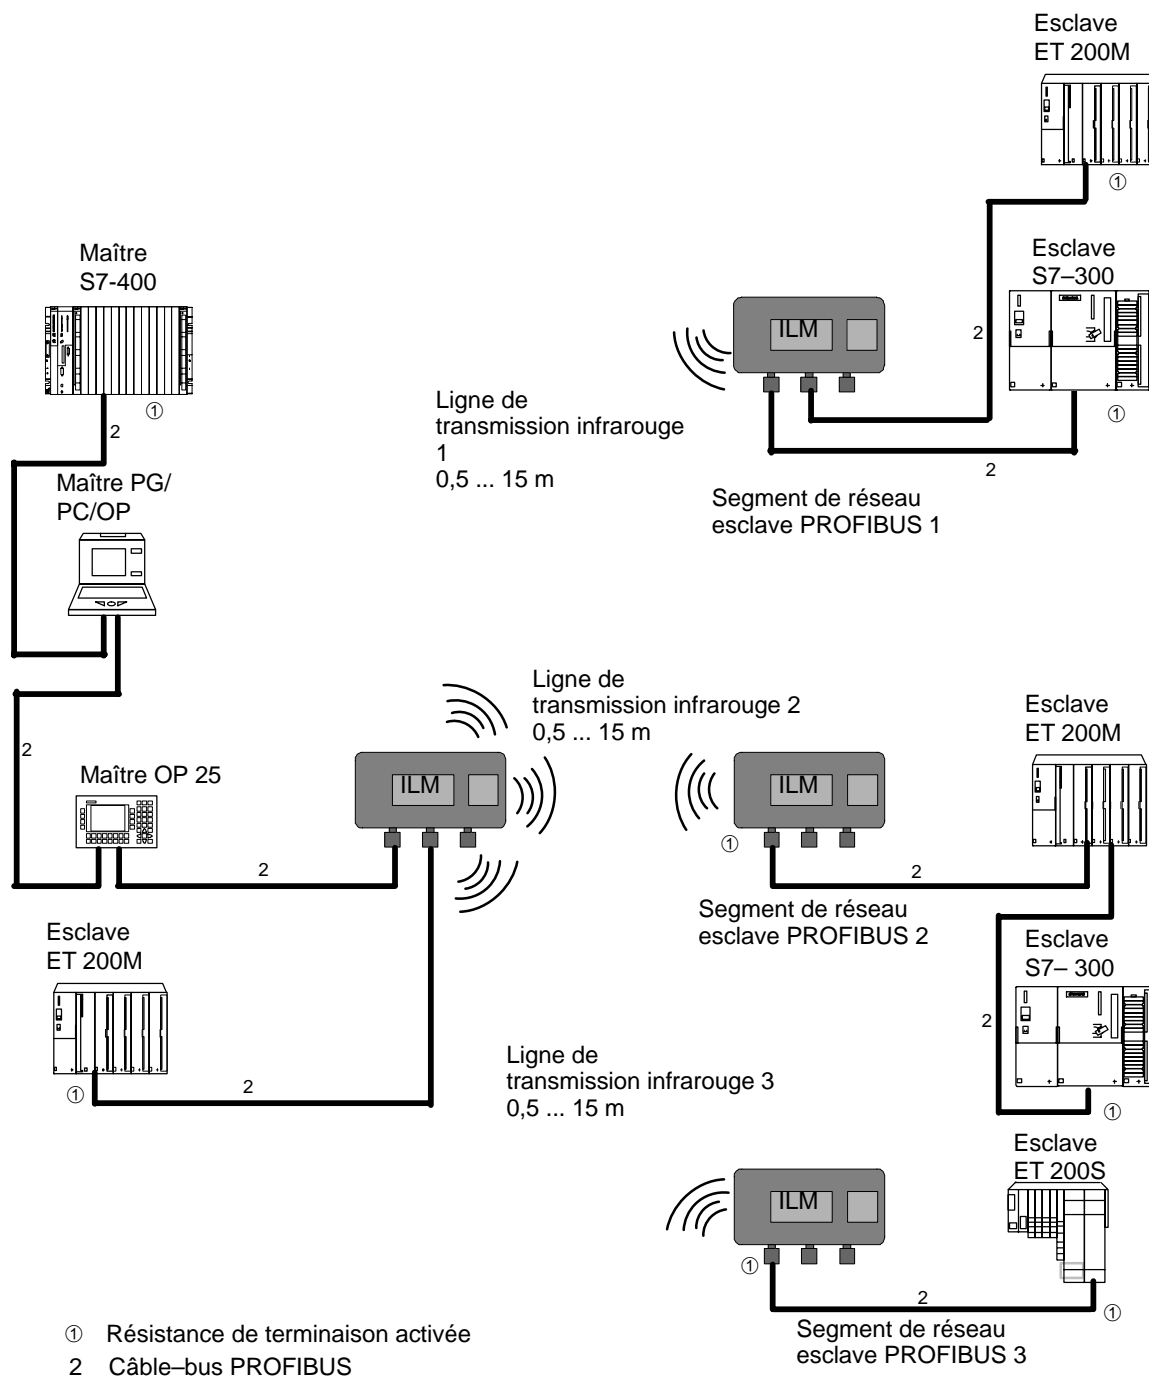 Esclave
ET 200M
①
Maître
S7-400
①
2
Esclave
S7–300
①
2
2
ILM
Ligne de
transmission infrarouge
1
0,5 ... 15 m
Segment de réseau
esclave PROFIBUS 1
Maître PG/
PC/OP
2
Maître OP 25
2
ILM
Ligne de
transmission infrarouge 2
0,5 ... 15 m
ILM
①
2
Esclave
ET 200M
Segment de réseau
esclave PROFIBUS 2
Esclave
S7– 300
2
①
Esclave
ET 200M
①
2
Ligne de
transmission infrarouge 3
0,5 ... 15 m
Esclave
ET 200S
ILM
①
2
①
Segment de réseau
esclave PROFIBUS 3
① Résistance de terminaison activée
2 Câble–bus PROFIBUS